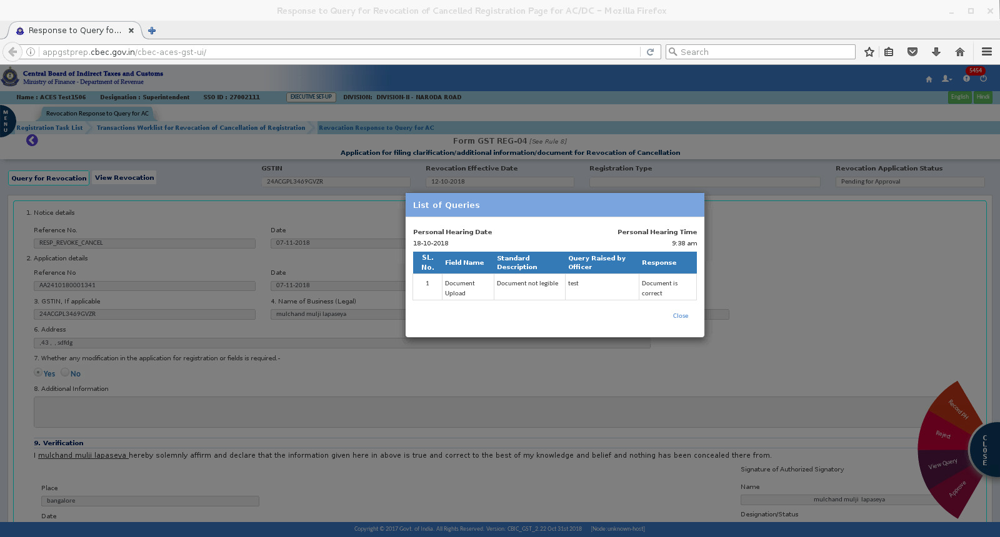 Response to Query for Revocation of Cancelled Registration Page for AC/DC – Mozilla Firefox
Response to Query fo...
appgstprep.cbec.gov.in/cbec-aces-gst-ui/
Search
Central Board of Indirect Taxes and Customs
Ministry of Finance - Department of Revenue
5454
Name : ACES Test1506 Designation : Superintendent SSO ID : 27002111 EXECUTIVE SET-UP DIVISION: DIVISION-II - NARODA ROAD English Hindi
MENU
Revocation Response to Query for AC
Registration Task List Transactions Worklist for Revocation of Cancellation of Registration Revocation Response to Query for AC
Form GST REG-04 [See Rule 8]
Application for filing clarification/additional information/document for Revocation of Cancellation
Query for Revocation View Revocation
GSTIN Revocation Effective Date Registration Type Revocation Application Status
24ACGPL3469GVZR 12-10-2018 Pending for Approval
List of Queries
Personal Hearing Date Personal Hearing Time
18-10-2018 9:38 am
SL. No. Field Name Standard Description Query Raised by Officer Response
1 Document Upload Document not legible test Document is correct
Close
1. Notice details
Reference No. Date
RESP_REVOKE_CANCEL 07-11-2018
2. Application details
Reference No Date
AA2410180001341 07-11-2018
3. GSTIN, If applicable 4. Name of Business (Legal)
24ACGPL3469GVZR mulchand mulji lapaseya
6. Address
,43 , , sdfdg
7. Whether any modification in the application for registration or fields is required.-
Yes No
8. Additional Information
9. Verification
I mulchand mulji lapaseya hereby solemnly affirm and declare that the information given here in above is true and correct to the best of my knowledge and belief and nothing has been concealed there from.
Signature of Authorized Signatory
Place
bangalore
Date
Name
mulchand mulji lapaseya
Designation/Status
Record PH
Reject
View Query
Approve
CLOSE
Copyright © 2017 Govt. of India. All Rights Reserved. Version: CBIC_GST_2.22 Oct 31st 2018 [Node:unknown-host]